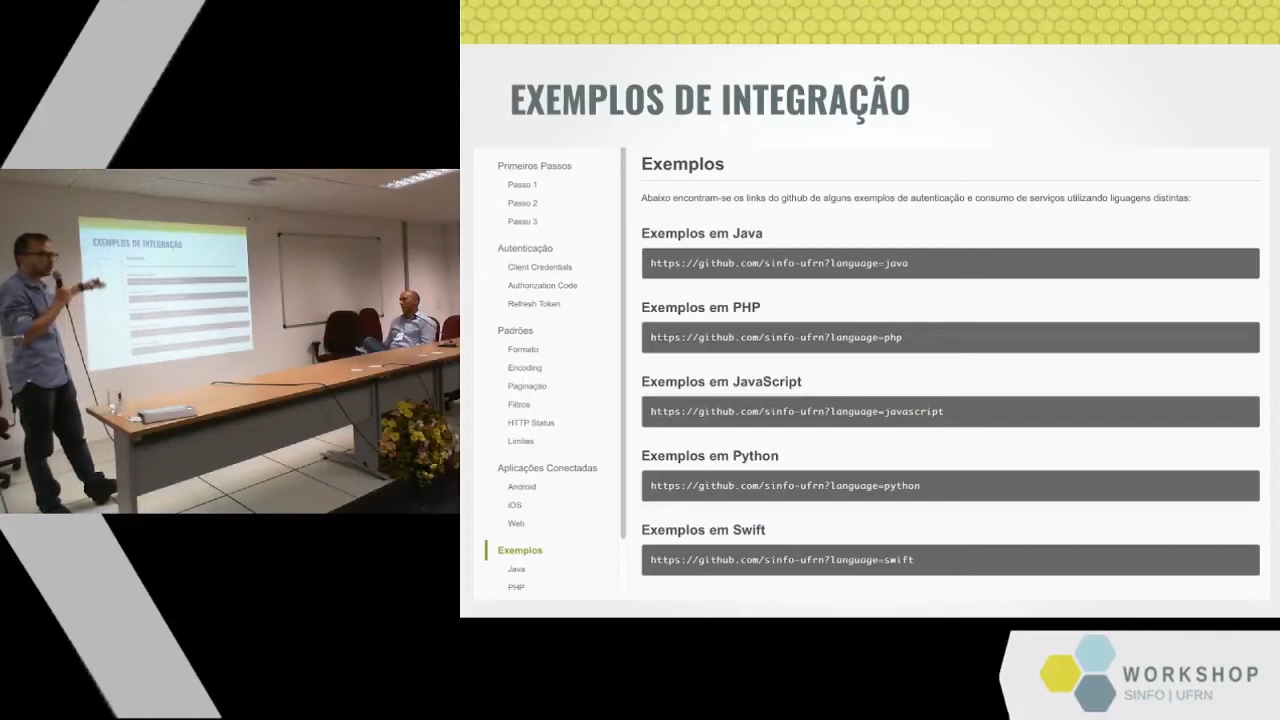 EXEMPLOS DE INTEGRAÇÃO
Primeiros Passos
Passo 1
Passo 2
Passo 3
Autenticação
Client Credentials
Authorization Code
Refresh Token
Padrões
Formato
Encoding
Paginação
Filtros
HTTP Status
Limites
Aplicações Conectadas
Android
iOS
Web
Exemplos
Java
PHP
Exemplos
Abaixo encontram-se os links do github de alguns exemplos de autenticação e consumo de serviços utilizando liguagens distintas:
Exemplos em Java
https://github.com/sinfo-ufrn?language=java
Exemplos em PHP
https://github.com/sinfo-ufrn?language=php
Exemplos em JavaScript
https://github.com/sinfo-ufrn?language=javascript
Exemplos em Python
https://github.com/sinfo-ufrn?language=python
Exemplos em Swift
https://github.com/sinfo-ufrn?language=swift
EXEMPLOS DE INTEGRAÇÃO
WORKSHOP
SINFO | UFRN